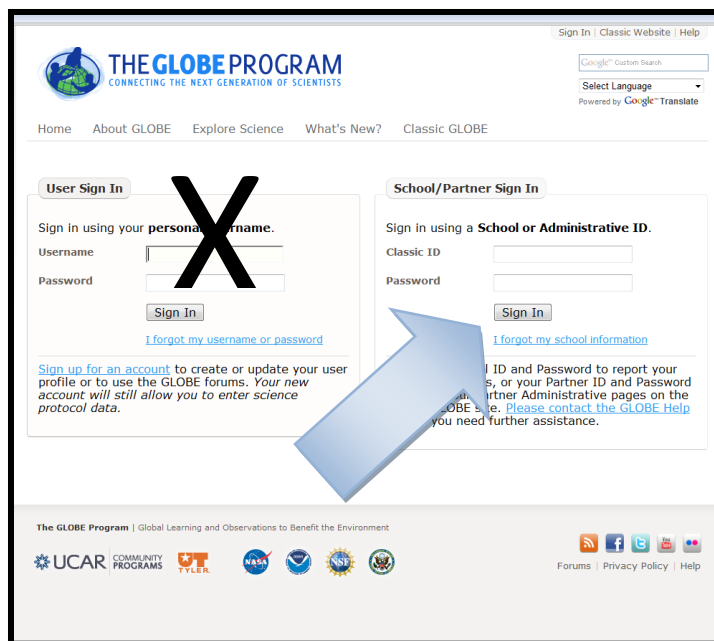 Sign In | Classic Website | Help
THE GLOBE PROGRAM
CONNECTING THE NEXT GENERATION OF SCIENTISTS
Google™ Custom Search
Select Language
Powered by Google™ Translate
Home About GLOBE Explore Science What's New? Classic GLOBE
User Sign In
X
Sign in using your personal username.
Username
Password
Sign In
I forgot my username or password
Sign up for an account to create or update your user
profile or to use the GLOBE forums. Your new
account will still allow you to enter science
protocol data.
School/Partner Sign In
Sign in using a School or Administrative ID.
Classic ID
Password
Sign In
I forgot my school information
ID and Password to report your
or your Partner ID and Password
Administrative pages on the
Please contact the GLOBE Help
you need further assistance.
The GLOBE Program | Global Learning and Observations to Benefit the Environment
UCAR COMMUNITY PROGRAMS
UT TYLER
NASA
NSF
You Tube
Forums | Privacy Policy | Help